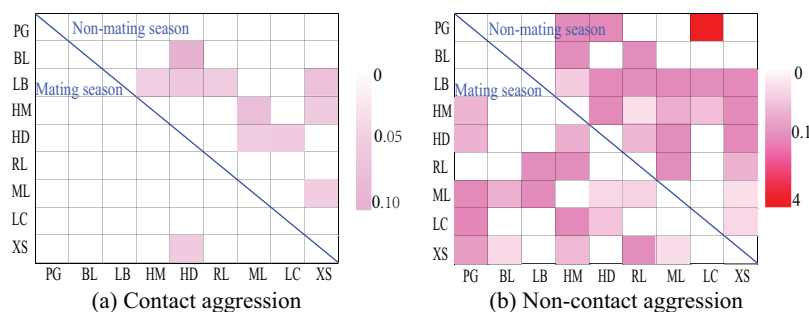 Non-mating season
Mating season
PG
BL
LB
HM
HD
RL
ML
LC
XS
PG BL LB HM HD RL ML LC XS
0
0.05
0.10
(a) Contact aggression
Non-mating season
Mating season
PG
BL
LB
HM
HD
RL
ML
LC
XS
PG BL LB HM HD RL ML LC XS
0
0.1
4
(b) Non-contact aggression